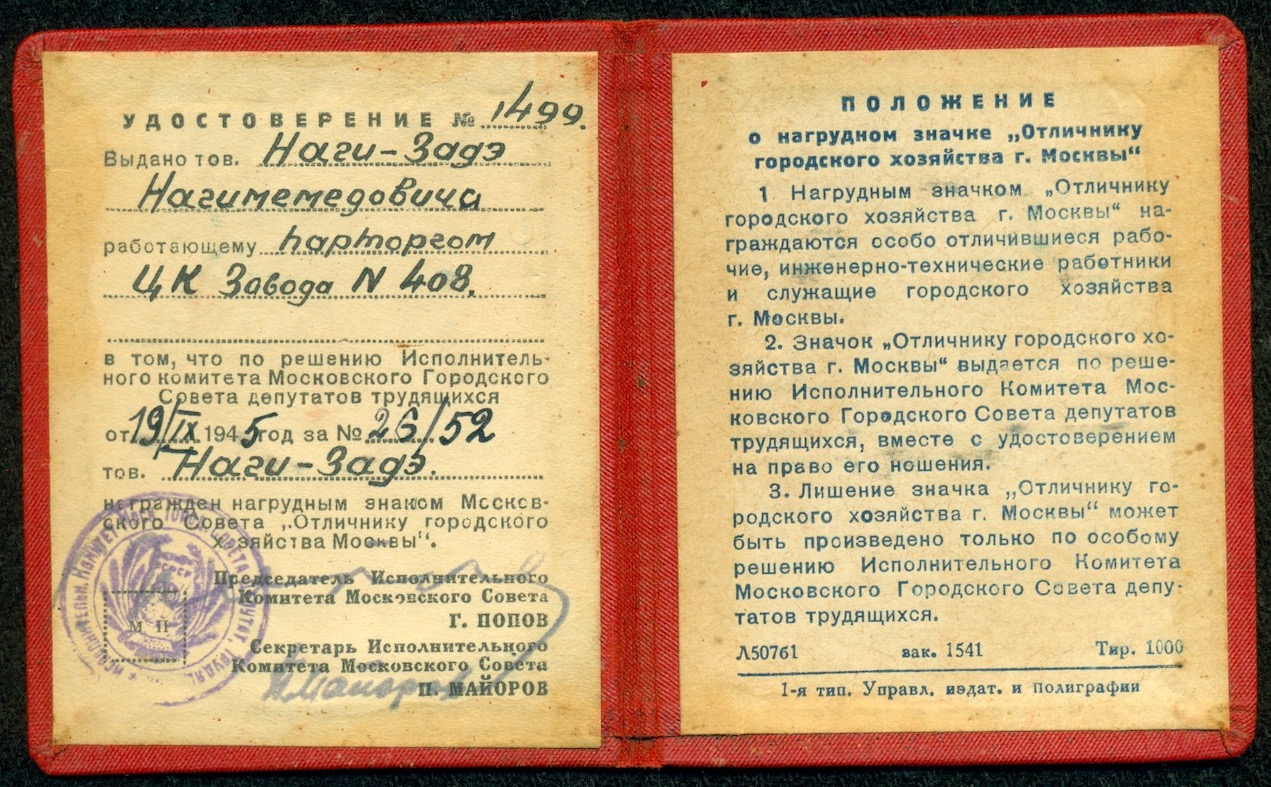 УДОСТОВЕРЕНИЕ № 1499.
Выдано тов. Наги-Задэ
Нагимемедовича
работающему парторгом
ЦК Завода N 408.
в том, что по решению Исполнитель-
ного комитета Московского Городского
Совета депутатов трудящихся
от 19/IX 1945 год за № 26/52
тов. Наги-Задэ.
награжден нагрудным знаком Москов-
ского Совета „Отличнику городского
хозяйства Москвы“.
Председатель Исполнительного
Комитета Московского Совета
Г. ПОПОВ
Секретарь Исполнительного
Комитета Московского Совета
П. МАЙОРОВ
М П
ПОЛОЖЕНИЕ
о нагрудном значке „Отличнику
городского хозяйства г. Москвы“
1 Нагрудным значком „Отличнику
городского хозяйства г. Москвы“ на-
граждаются особо отличившиеся рабо-
чие, инженерно-технические работники
и служащие городского хозяйства
г. Москвы.
2. Значок „Отличнику городского хо-
зяйства г. Москвы“ выдается по реше-
нию Исполнительного Комитета Мос-
ковского Городского Совета депутатов
трудящихся, вместе с удостоверением
на право его ношения.
3. Лишение значка „Отличнику го-
родского хозяйства г. Москвы“ может
быть произведено только по особому
решению Исполнительного Комитета
Московского Городского Совета депу-
татов трудящихся.
Л50761 зак. 1541 Тир. 1000
1-я тип. Управл. издат. и полиграфии